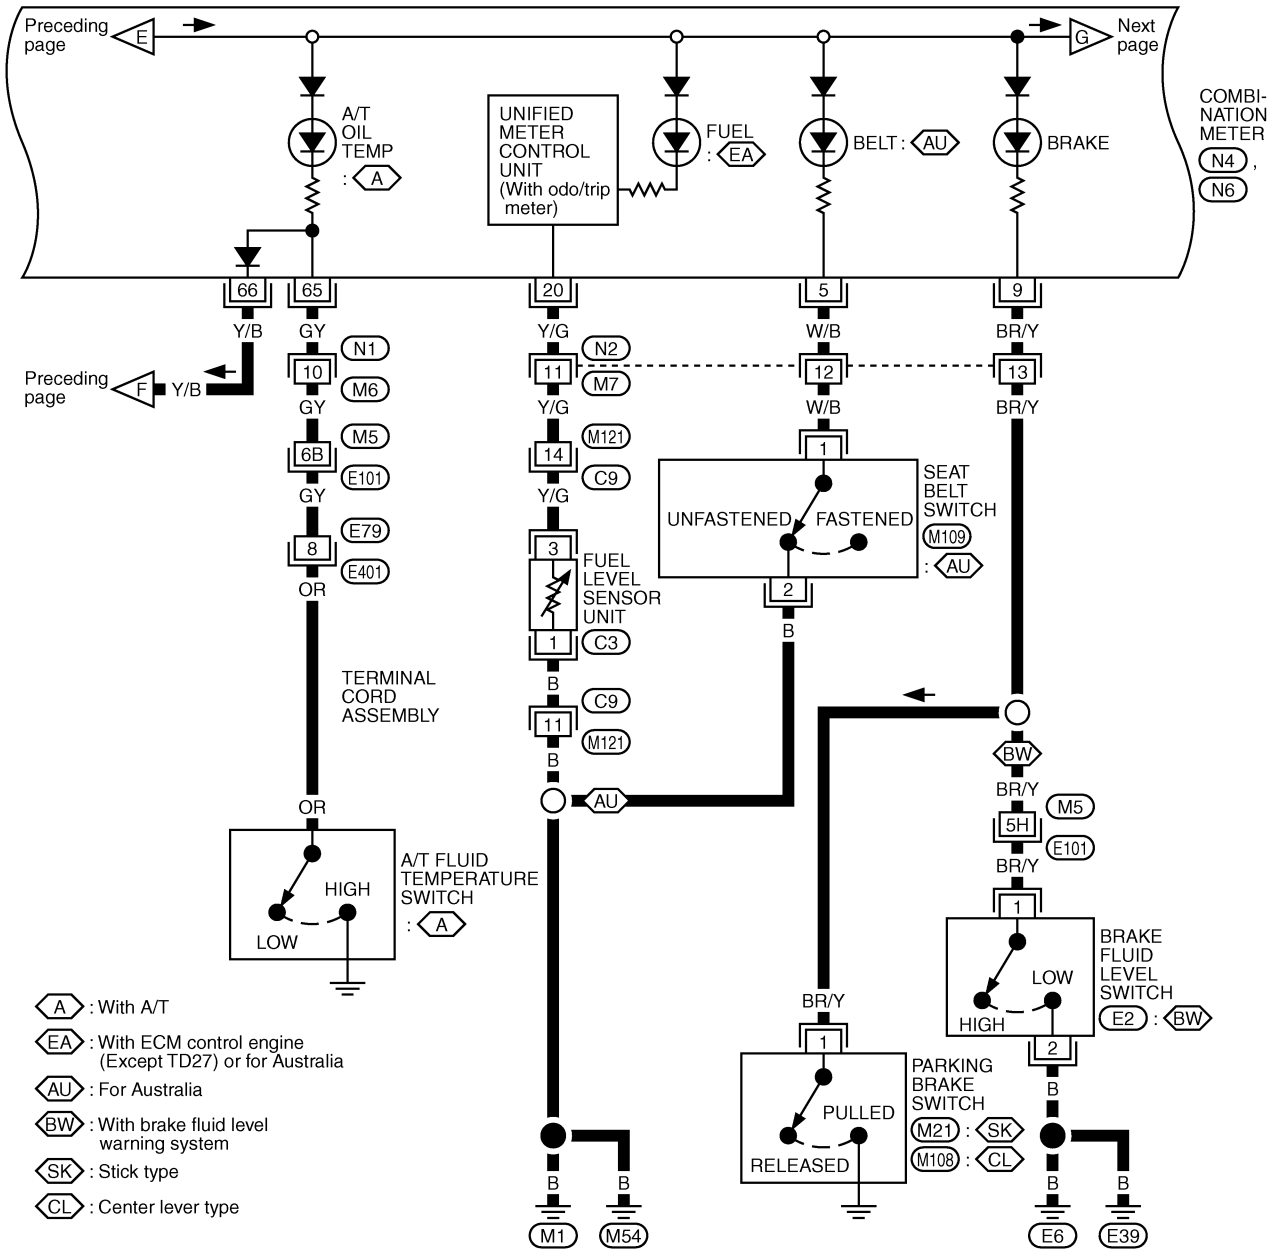 Preceding
page
E
G
Next
page
COMBI-
NATION
METER
N4 ,
N6
A/T
OIL
TEMP
: A
UNIFIED
METER
CONTROL
UNIT
(With odo/trip
meter)
FUEL
: EA
BELT : AU
BRAKE
66
65
20
5
9
Y/B
GY
Y/G
W/B
BR/Y
Preceding
page
F
Y/B
10
N1
M6
11
N2
M7
12
13
GY
Y/G
W/B
BR/Y
6B
M5
E101
14
M121
C9
1
GY
Y/G
UNFASTENED
FASTENED
SEAT
BELT
SWITCH
M109
: AU
2
B
8
E79
E401
OR
3
FUEL
LEVEL
SENSOR
UNIT
1
C3
B
C9
11
M121
B
AU
TERMINAL
CORD
ASSEMBLY
OR
BW
BR/Y
5H
M5
E101
BR/Y
HIGH
LOW
A/T FLUID
TEMPERATURE
SWITCH
: A
1
LOW
HIGH
BRAKE
FLUID
LEVEL
SWITCH
E2 : BW
2
B
BR/Y
1
PULLED
RELEASED
PARKING
BRAKE
SWITCH
M21 : SK
M108 : CL
A : With A/T
EA : With ECM control engine
(Except TD27) or for Australia
AU : For Australia
BW : With brake fluid level
warning system
SK : Stick type
CL : Center lever type
B
B
B
B
M1
M54
E6
E39